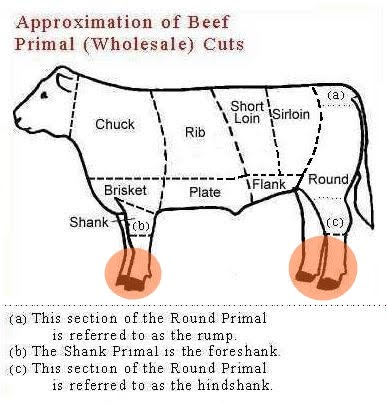 Approximation of Beef
Primal (Wholesale) Cuts
(a)
Short
Loin
Sirloin
Chuck
Rib
Brisket
Plate
Flank
Round
Shank
(b)
(c)
(a) This section of the Round Primal
is referred to as the rump.
(b) The Shank Primal is the foreshank.
(c) This section of the Round Primal
is referred to as the hindshank.